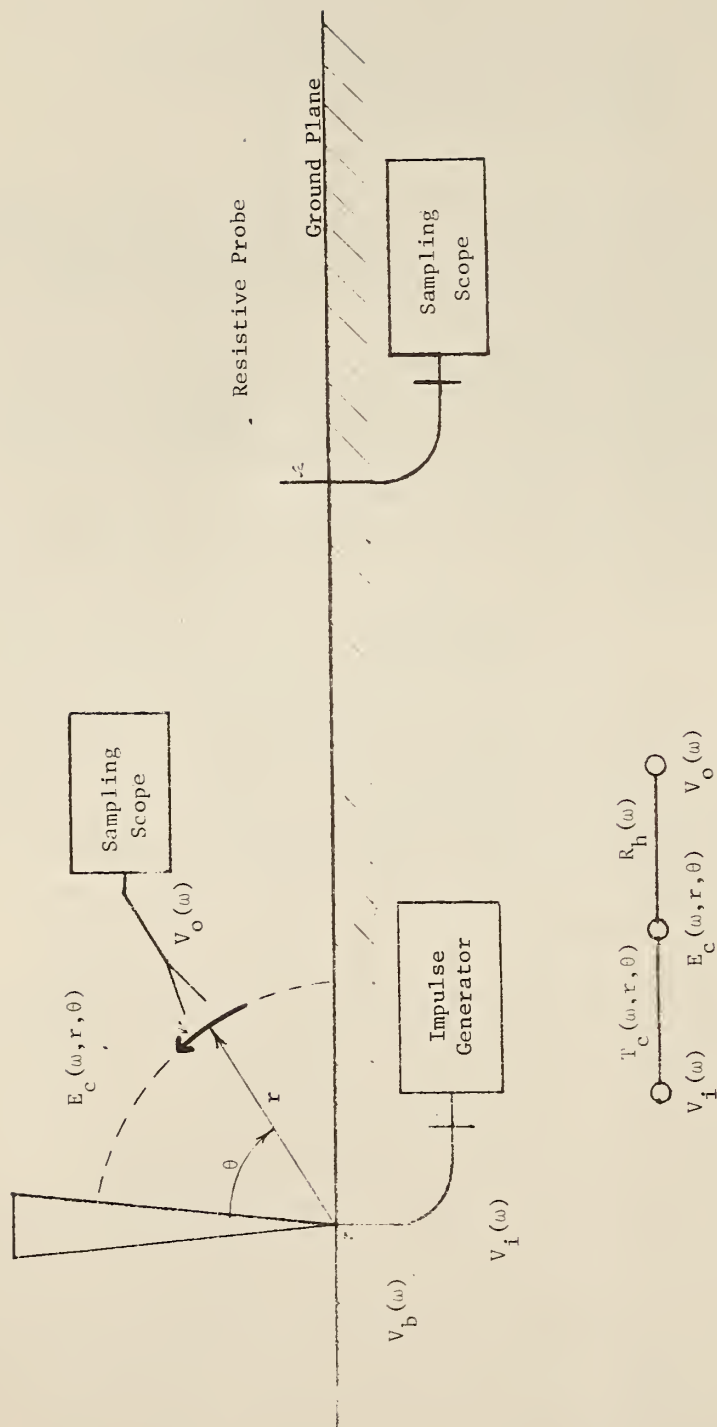 E_c(ω,r,θ)
V_o(ω)
Sampling
Scope
θ
r
Resistive Probe
Ground Plane
V_b(ω)
V_i(ω)
Impulse
Generator
Sampling
Scope
T_c(ω,r,θ)
R_h(ω)
V_i(ω)
E_c(ω,r,θ)
V_o(ω)